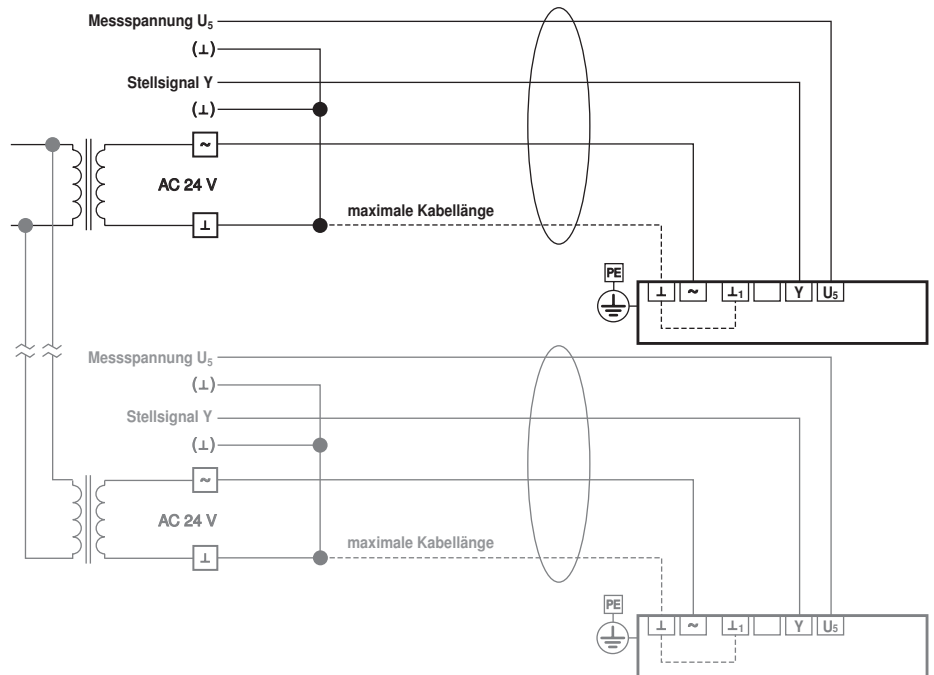 Messspannung U₅
(⊥)
Stellsignal Y
(⊥)
~
AC 24 V
⊥
maximale Kabellänge
PE
⊥ ~ ⊥₁ Y U₅
Messspannung U₅
(⊥)
Stellsignal Y
(⊥)
~
AC 24 V
⊥
maximale Kabellänge
PE
⊥ ~ ⊥₁ Y U₅